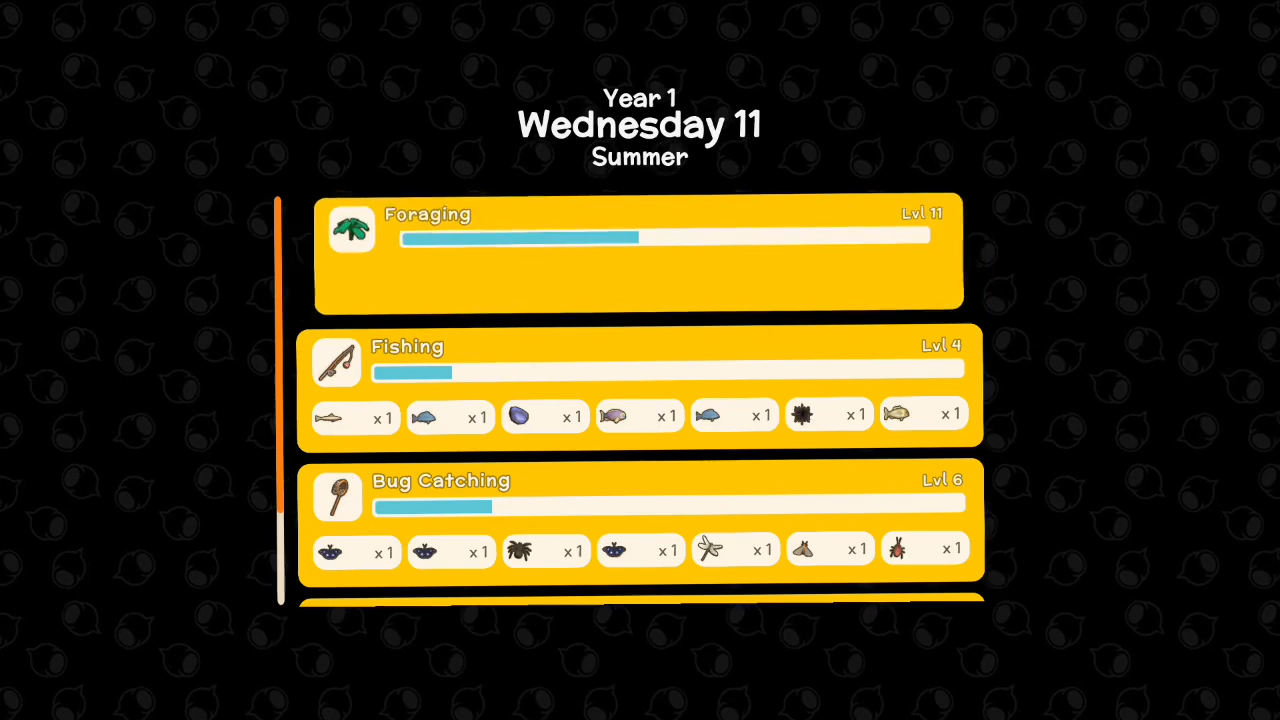 Year 1
Wednesday 11
Summer
Foraging Lvl 11
Fishing Lvl 4
x 1 x 1 x 1 x 1 x 1 x 1 x 1
Bug Catching Lvl 6
x 1 x 1 x 1 x 1 x 1 x 1 x 1